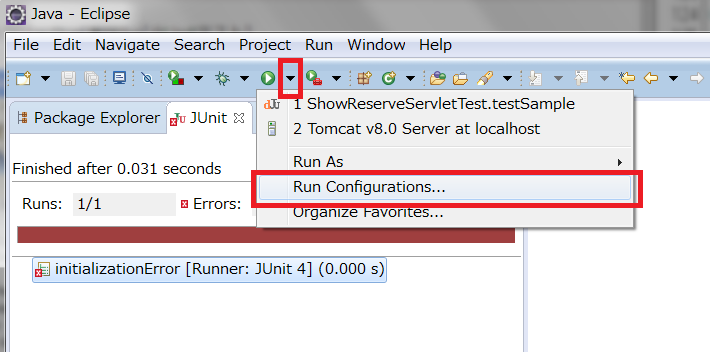 Java - Eclipse
File Edit Navigate Search Project Run Window Help
Package Explorer JUnit
1 ShowReserveServletTest.testSample
2 Tomcat v8.0 Server at localhost
Finished after 0.031 seconds
Run As
Run Configurations...
Runs: 1/1 Errors:
Organize Favorites...
initializationError [Runner: JUnit 4] (0.000 s)